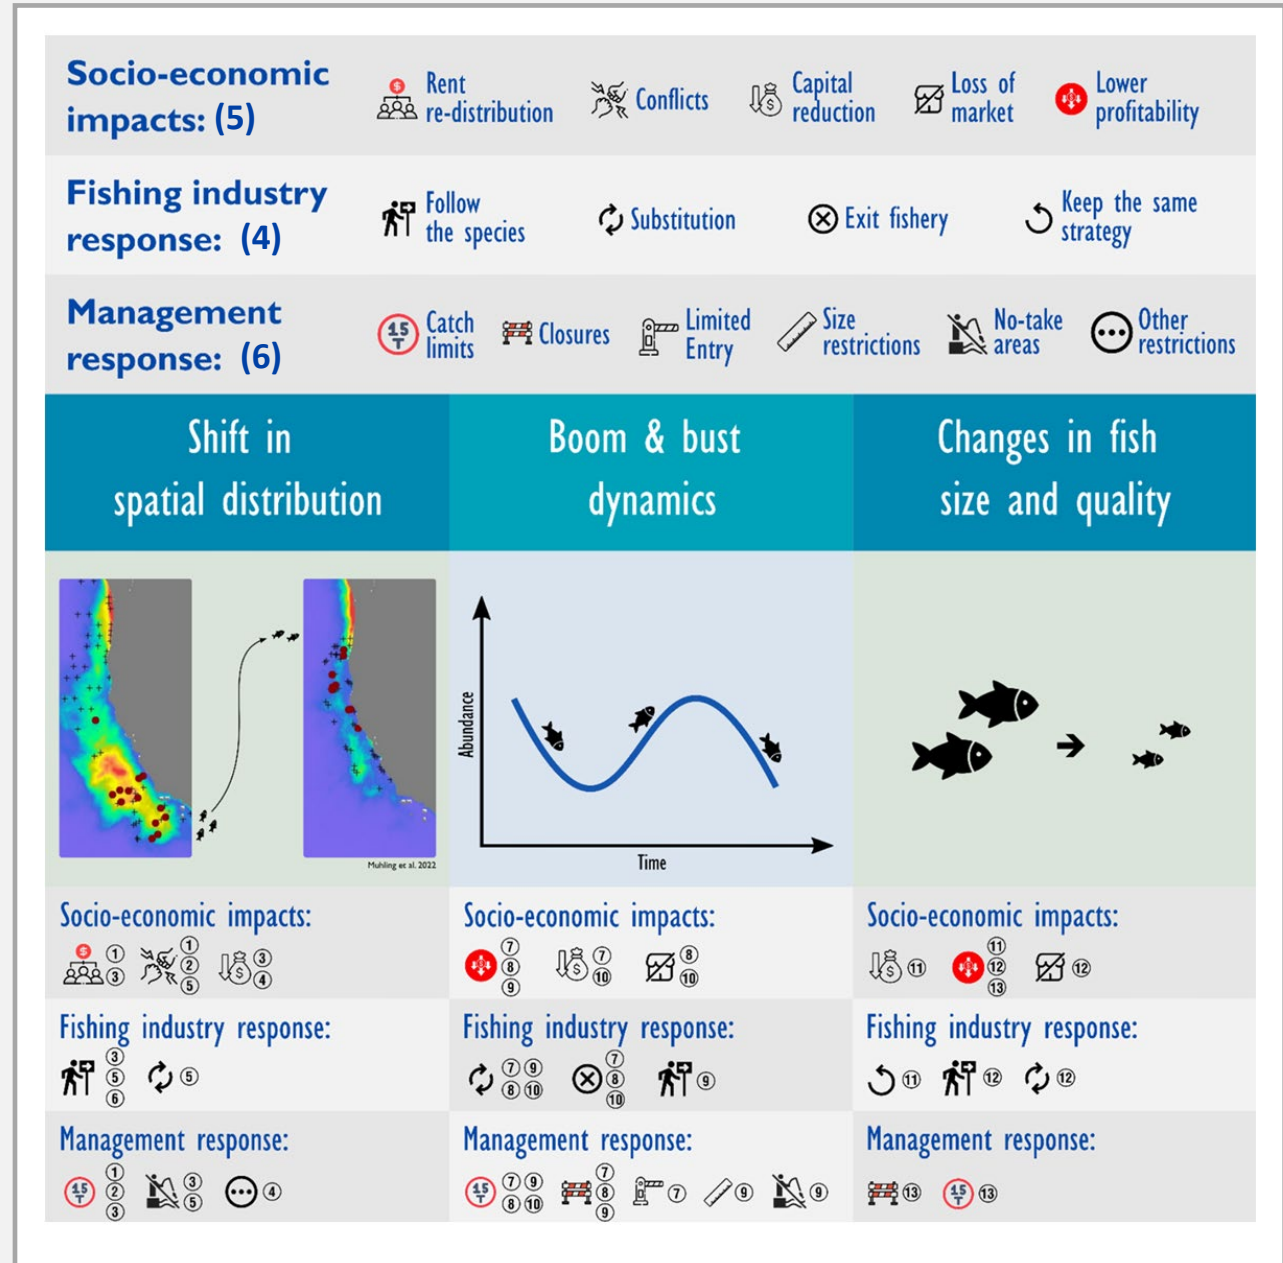 Socio-economic
impacts: (5)
Rent
re-distribution
Conflicts
Capital
reduction
Loss of
market
Lower
profitability
Fishing industry
response: (4)
Follow
the species
Substitution
Exit fishery
Keep the same
strategy
Management
response: (6)
15
T
Catch
limits
Closures
Limited
Entry
Size
restrictions
No-take
areas
Other
restrictions
Shift in
spatial distribution
Boom & bust
dynamics
Changes in fish
size and quality
Muhling et al. 2022
Abundance
Time
Socio-economic impacts:
1
3
1
2
5
3
4
Socio-economic impacts:
7
8
9
7
10
8
10
Socio-economic impacts:
11
11
12
13
12
Fishing industry response:
3
5
6
5
Fishing industry response:
7 9
8 10
7
8
10
9
Fishing industry response:
11
12
12
Management response:
15
T
1
2
3
3
5
4
Management response:
15
T
7 9
8 10
7
8
9
7
9
9
Management response:
13
15
T
13